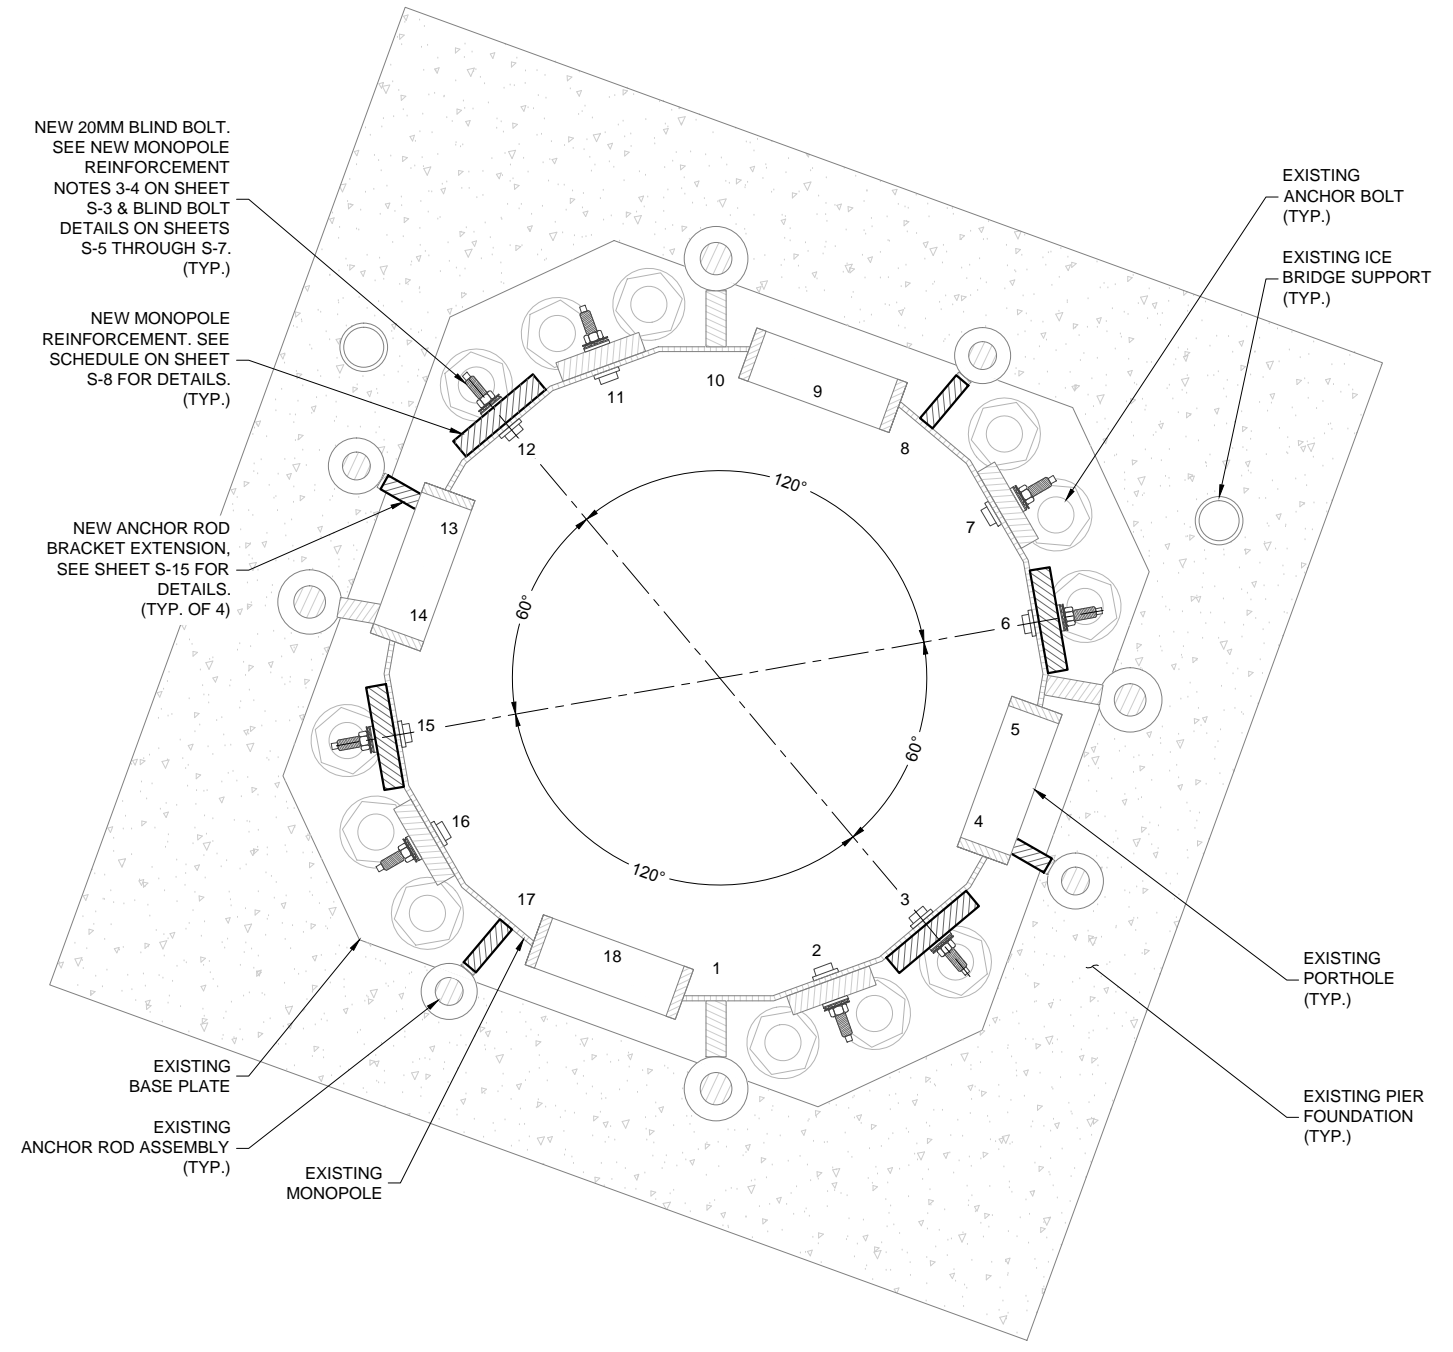 NEW 20MM BLIND BOLT.
SEE NEW MONOPOLE
REINFORCEMENT
NOTES 3-4 ON SHEET
S-3 & BLIND BOLT
DETAILS ON SHEETS
S-5 THROUGH S-7.
(TYP.)
NEW MONOPOLE
REINFORCEMENT. SEE
SCHEDULE ON SHEET
S-8 FOR DETAILS.
(TYP.)
NEW ANCHOR ROD
BRACKET EXTENSION,
SEE SHEET S-15 FOR
DETAILS.
(TYP. OF 4)
EXISTING
BASE PLATE
EXISTING
ANCHOR ROD ASSEMBLY
(TYP.)
EXISTING
MONOPOLE
10
9
11
8
12
120°
7
13
60°
14
6
15
5
60°
16
4
120°
17
3
18
2
1
EXISTING
ANCHOR BOLT
(TYP.)
EXISTING ICE
BRIDGE SUPPORT
(TYP.)
EXISTING
PORTHOLE
(TYP.)
EXISTING PIER
FOUNDATION
(TYP.)